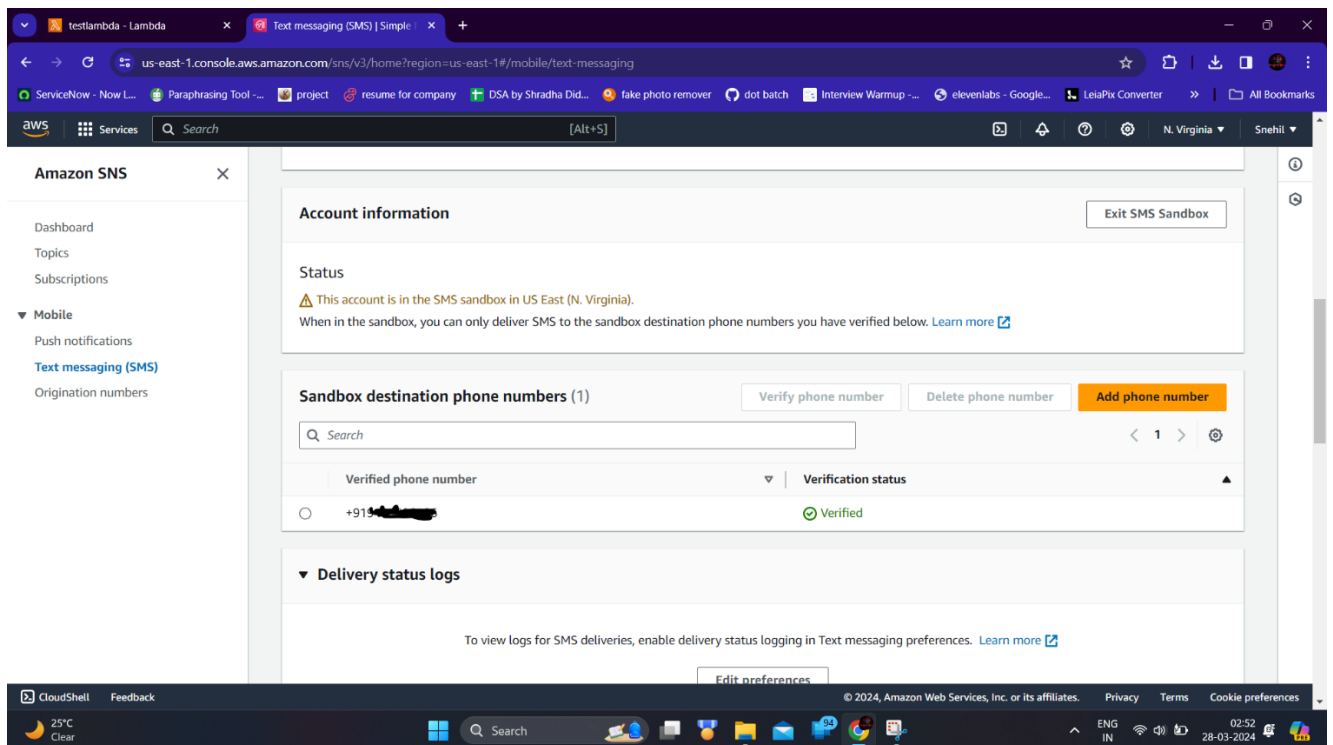 testlambda - Lambda
Text messaging (SMS) | Simple
us-east-1.console.aws.amazon.com/sns/v3/home?region=us-east-1#/mobile/text-messaging
ServiceNow - Now L... Paraphrasing Tool -... project resume for company DSA by Shradha Did... fake photo remover dot batch Interview Warmup -... elevenlabs - Google... LeiaPix Converter » All Bookmarks
aws Services Search [Alt+S] N. Virginia Snehil
Amazon SNS
Dashboard
Topics
Subscriptions
Mobile
Push notifications
Text messaging (SMS)
Origination numbers
Account information
Exit SMS Sandbox
Status
This account is in the SMS sandbox in US East (N. Virginia).
When in the sandbox, you can only deliver SMS to the sandbox destination phone numbers you have verified below. Learn more
Sandbox destination phone numbers (1)
Verify phone number Delete phone number Add phone number
Search
1
Verified phone number Verification status
+919 Verified
Delivery status logs
To view logs for SMS deliveries, enable delivery status logging in Text messaging preferences. Learn more
Edit preferences
CloudShell Feedback © 2024, Amazon Web Services, Inc. or its affiliates. Privacy Terms Cookie preferences
25°C
Clear
Search
94
ENG
IN
02:52
28-03-2024